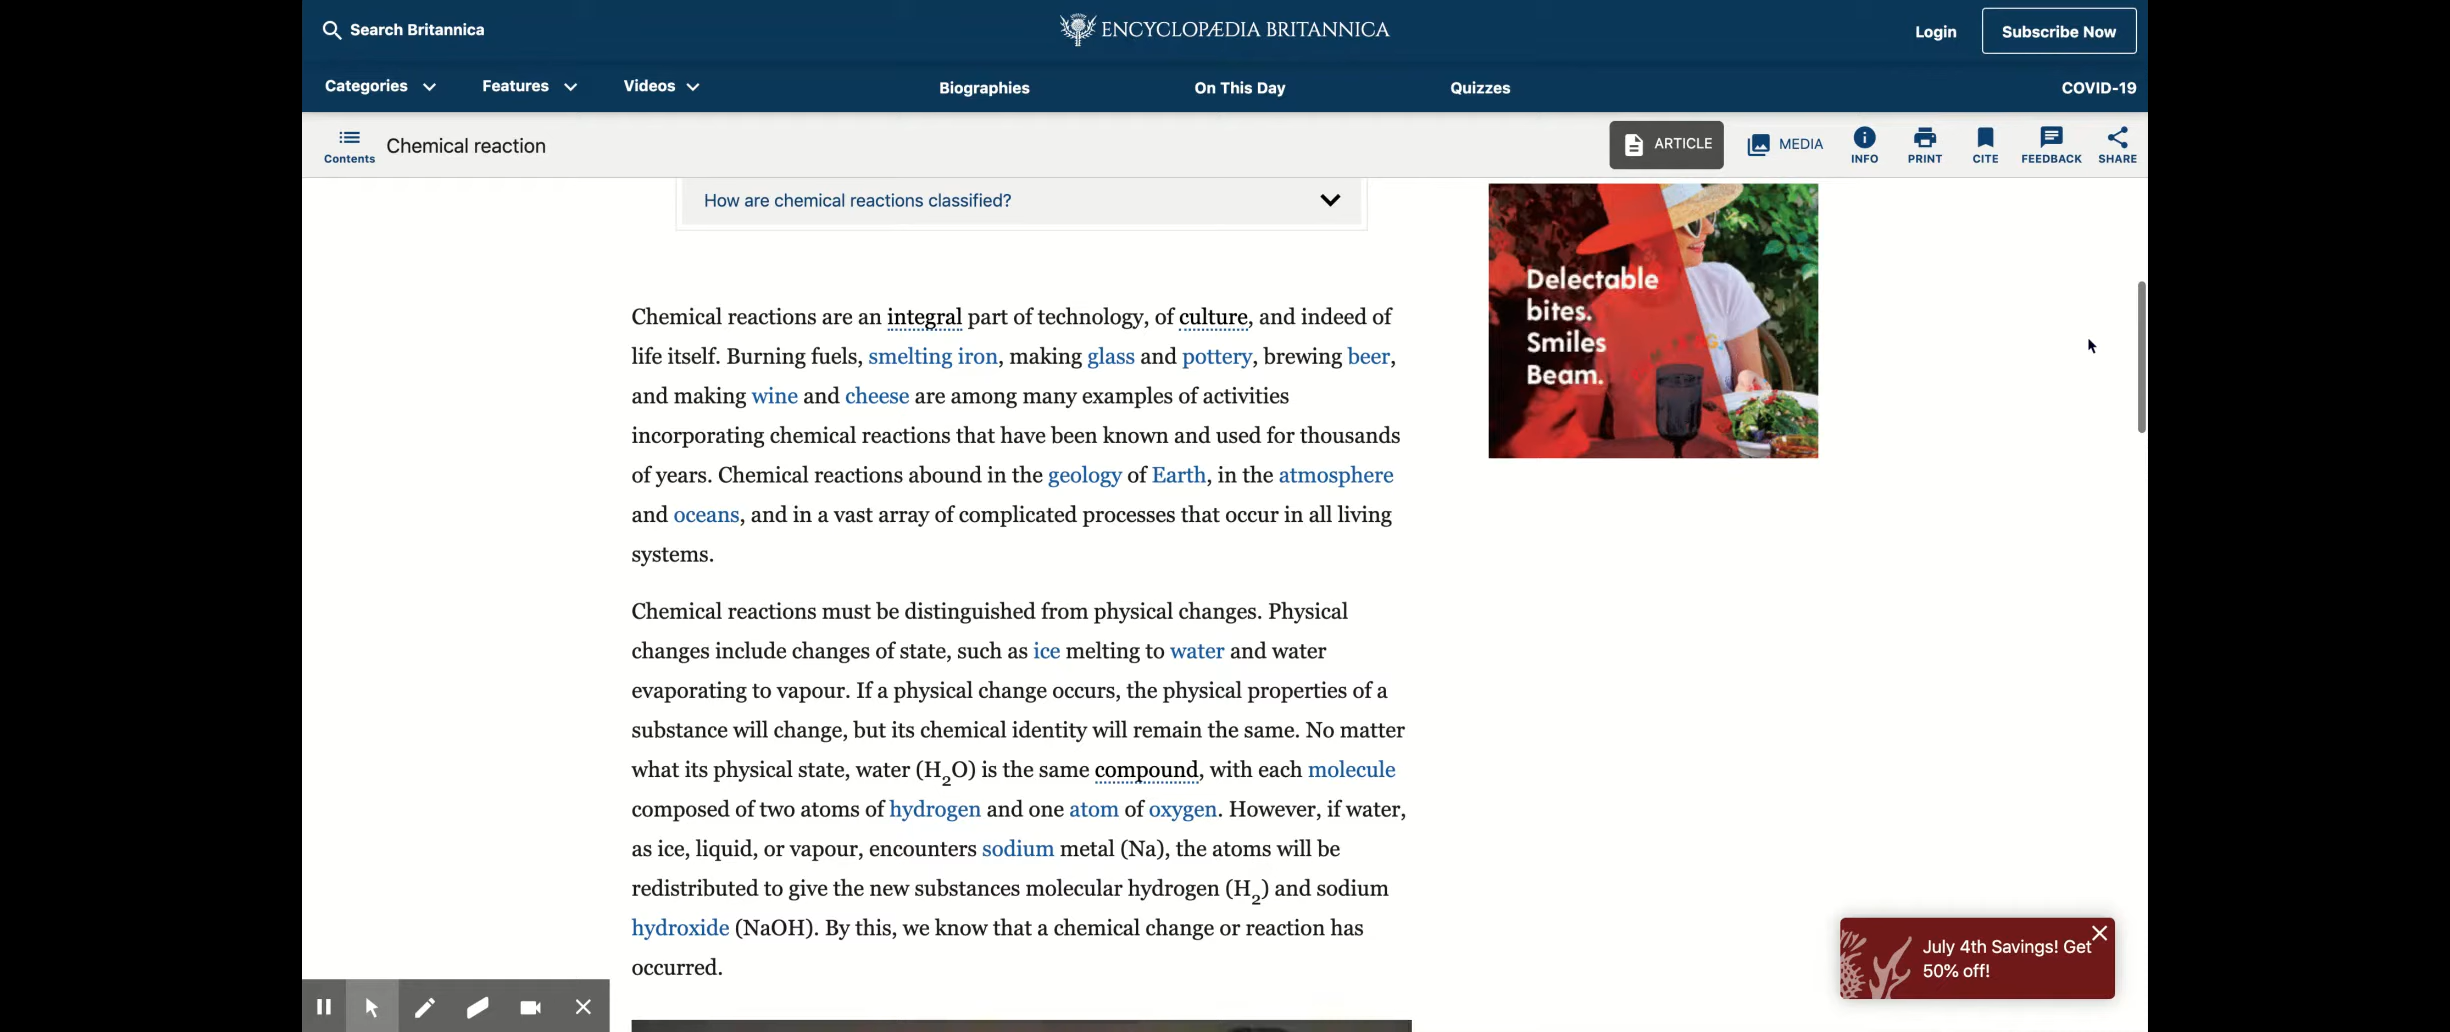 Search Britannica
ENCYCLOPÆDIA BRITANNICA
Login
Subscribe Now
Categories
Features
Videos
Biographies
On This Day
Quizzes
COVID-19
Contents
Chemical reaction
ARTICLE
MEDIA
INFO
PRINT
CITE
FEEDBACK
SHARE
How are chemical reactions classified?
Chemical reactions are an integral part of technology, of culture, and indeed of
life itself. Burning fuels, smelting iron, making glass and pottery, brewing beer,
and making wine and cheese are among many examples of activities
incorporating chemical reactions that have been known and used for thousands
of years. Chemical reactions abound in the geology of Earth, in the atmosphere
and oceans, and in a vast array of complicated processes that occur in all living
systems.
Chemical reactions must be distinguished from physical changes. Physical
changes include changes of state, such as ice melting to water and water
evaporating to vapour. If a physical change occurs, the physical properties of a
substance will change, but its chemical identity will remain the same. No matter
what its physical state, water (H₂O) is the same compound, with each molecule
composed of two atoms of hydrogen and one atom of oxygen. However, if water,
as ice, liquid, or vapour, encounters sodium metal (Na), the atoms will be
redistributed to give the new substances molecular hydrogen (H₂) and sodium
hydroxide (NaOH). By this, we know that a chemical change or reaction has
occurred.
Delectable
bites.
Smiles
Beam.
July 4th Savings! Get
50% off!